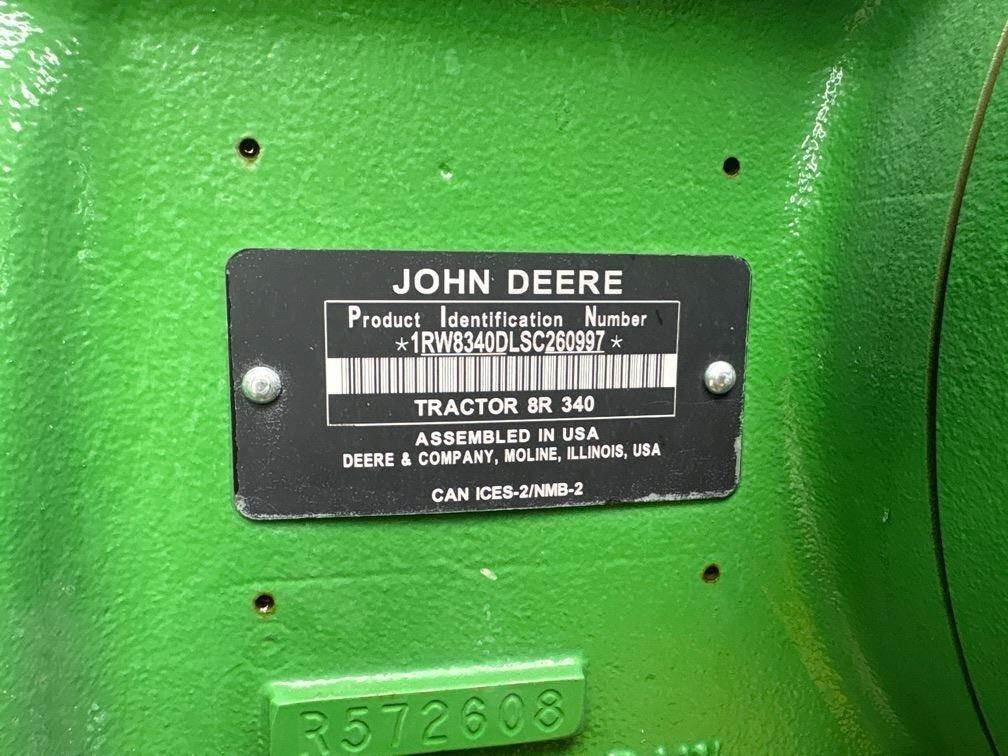 JOHN DEERE
Product Identification Number
*1RW8340DLSC260997*
TRACTOR 8R 340
ASSEMBLED IN USA
DEERE & COMPANY, MOLINE, ILLINOIS, USA
CAN ICES-2/NMB-2
R572608